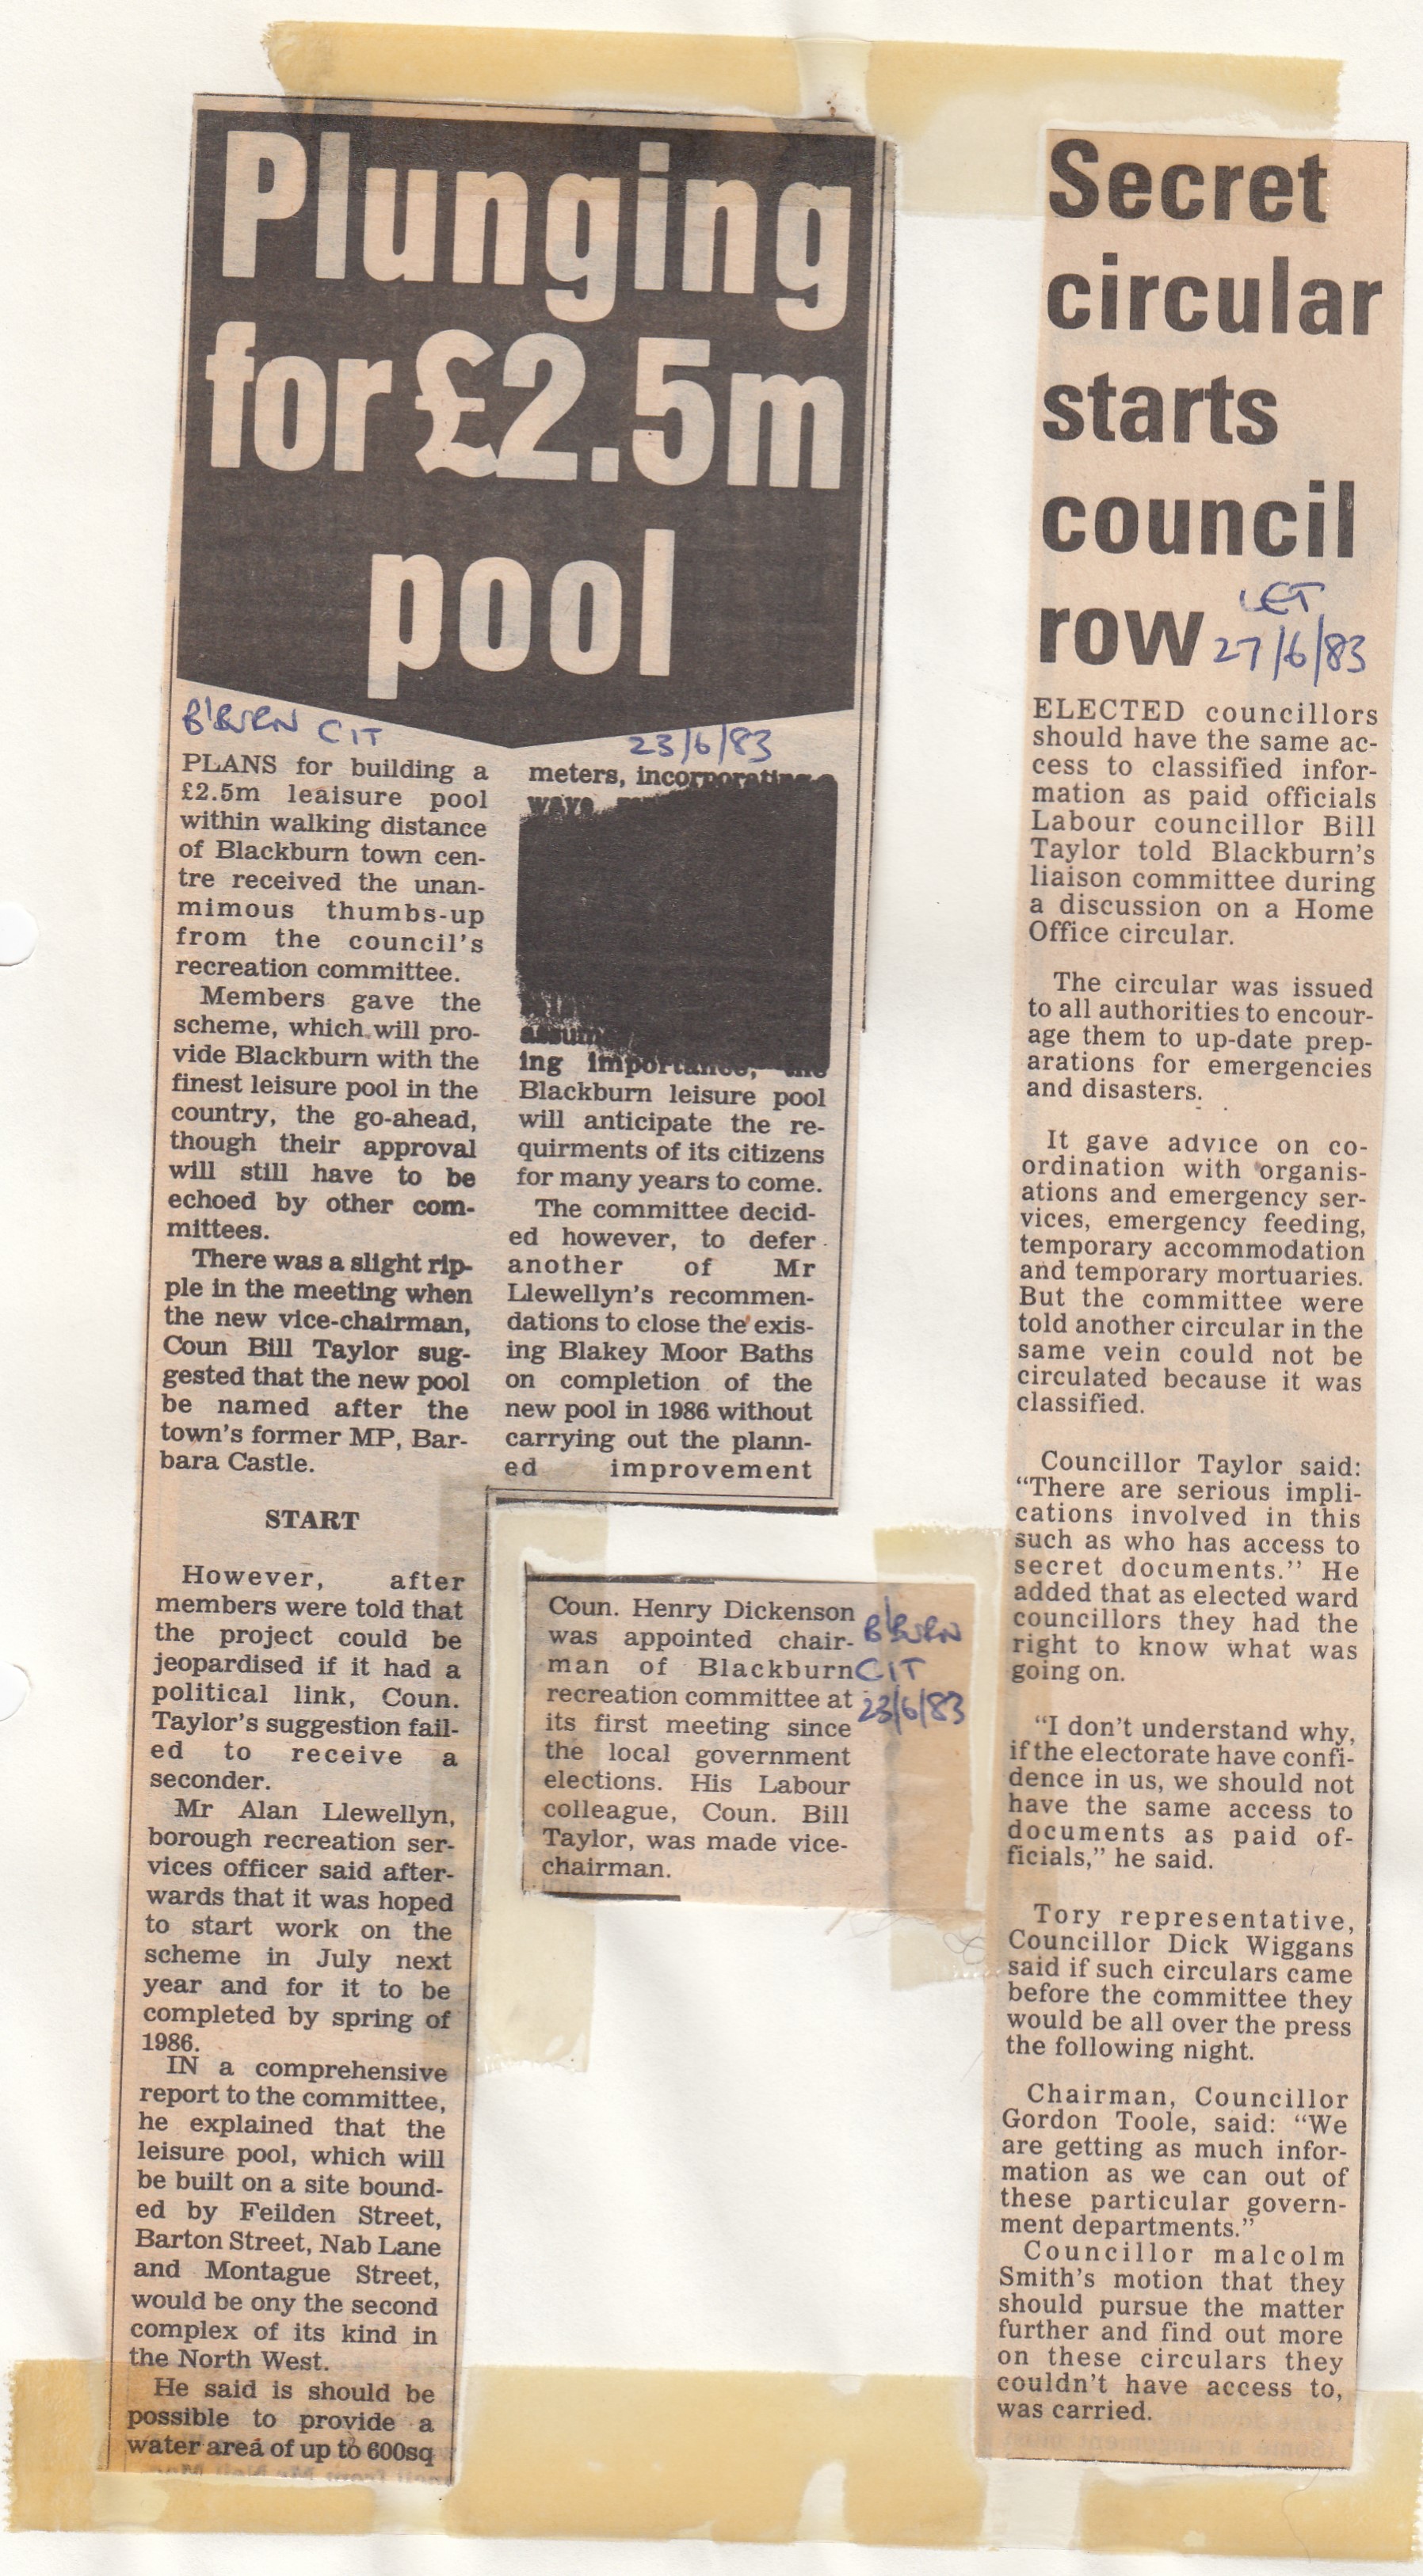 Plunging
for £2.5m
pool
B'BURN CIT
23/6/83
PLANS for building a
£2.5m leaisure pool
within walking distance
of Blackburn town cen-
tre received the unan-
mimous thumbs-up
from the council's
recreation committee.
Members gave the
scheme, which will pro-
vide Blackburn with the
finest leisure pool in the
country, the go-ahead,
though their approval
will still have to be
echoed by other com-
mittees.
There was a slight rip-
ple in the meeting when
the new vice-chairman,
Coun Bill Taylor sug-
gested that the new pool
be named after the
town's former MP, Bar-
bara Castle.
START
However, after
members were told that
the project could be
jeopardised if it had a
political link, Coun.
Taylor's suggestion fail-
ed to receive a
seconder.
Mr Alan Llewellyn,
borough recreation ser-
vices officer said after-
wards that it was hoped
to start work on the
scheme in July next
year and for it to be
completed by spring of
1986.
IN a comprehensive
report to the committee,
he explained that the
leisure pool, which will
be built on a site bound-
ed by Feilden Street,
Barton Street, Nab Lane
and Montague Street,
would be ony the second
complex of its kind in
the North West.
He said is should be
possible to provide a
water area of up to 600sq
meters, incorporating
wave
assum
ing importance, the
Blackburn leisure pool
will anticipate the re-
quirments of its citizens
for many years to come.
The committee decid-
ed however, to defer
another of Mr
Llewellyn's recommen-
dations to close the exis-
ing Blakey Moor Baths
on completion of the
new pool in 1986 without
carrying out the plann-
ed improvement
Coun. Henry Dickenson
was appointed chair-
man of Blackburn
recreation committee at
its first meeting since
the local government
elections. His Labour
colleague, Coun. Bill
Taylor, was made vice-
chairman.
B'BURN
CIT
23/6/83
Secret
circular
starts
council
row
LET
27/6/83
ELECTED councillors
should have the same ac-
cess to classified infor-
mation as paid officials
Labour councillor Bill
Taylor told Blackburn's
liaison committee during
a discussion on a Home
Office circular.
The circular was issued
to all authorities to encour-
age them to up-date prep-
arations for emergencies
and disasters.
It gave advice on co-
ordination with organis-
ations and emergency ser-
vices, emergency feeding,
temporary accommodation
and temporary mortuaries.
But the committee were
told another circular in the
same vein could not be
circulated because it was
classified.
Councillor Taylor said:
"There are serious impli-
cations involved in this
such as who has access to
secret documents." He
added that as elected ward
councillors they had the
right to know what was
going on.
"I don't understand why,
if the electorate have confi-
dence in us, we should not
have the same access to
documents as paid of-
ficials," he said.
Tory representative,
Councillor Dick Wiggans
said if such circulars came
before the committee they
would be all over the press
the following night.
Chairman, Councillor
Gordon Toole, said: "We
are getting as much infor-
mation as we can out of
these particular govern-
ment departments."
Councillor malcolm
Smith's motion that they
should pursue the matter
further and find out more
on these circulars they
couldn't have access to,
was carried.